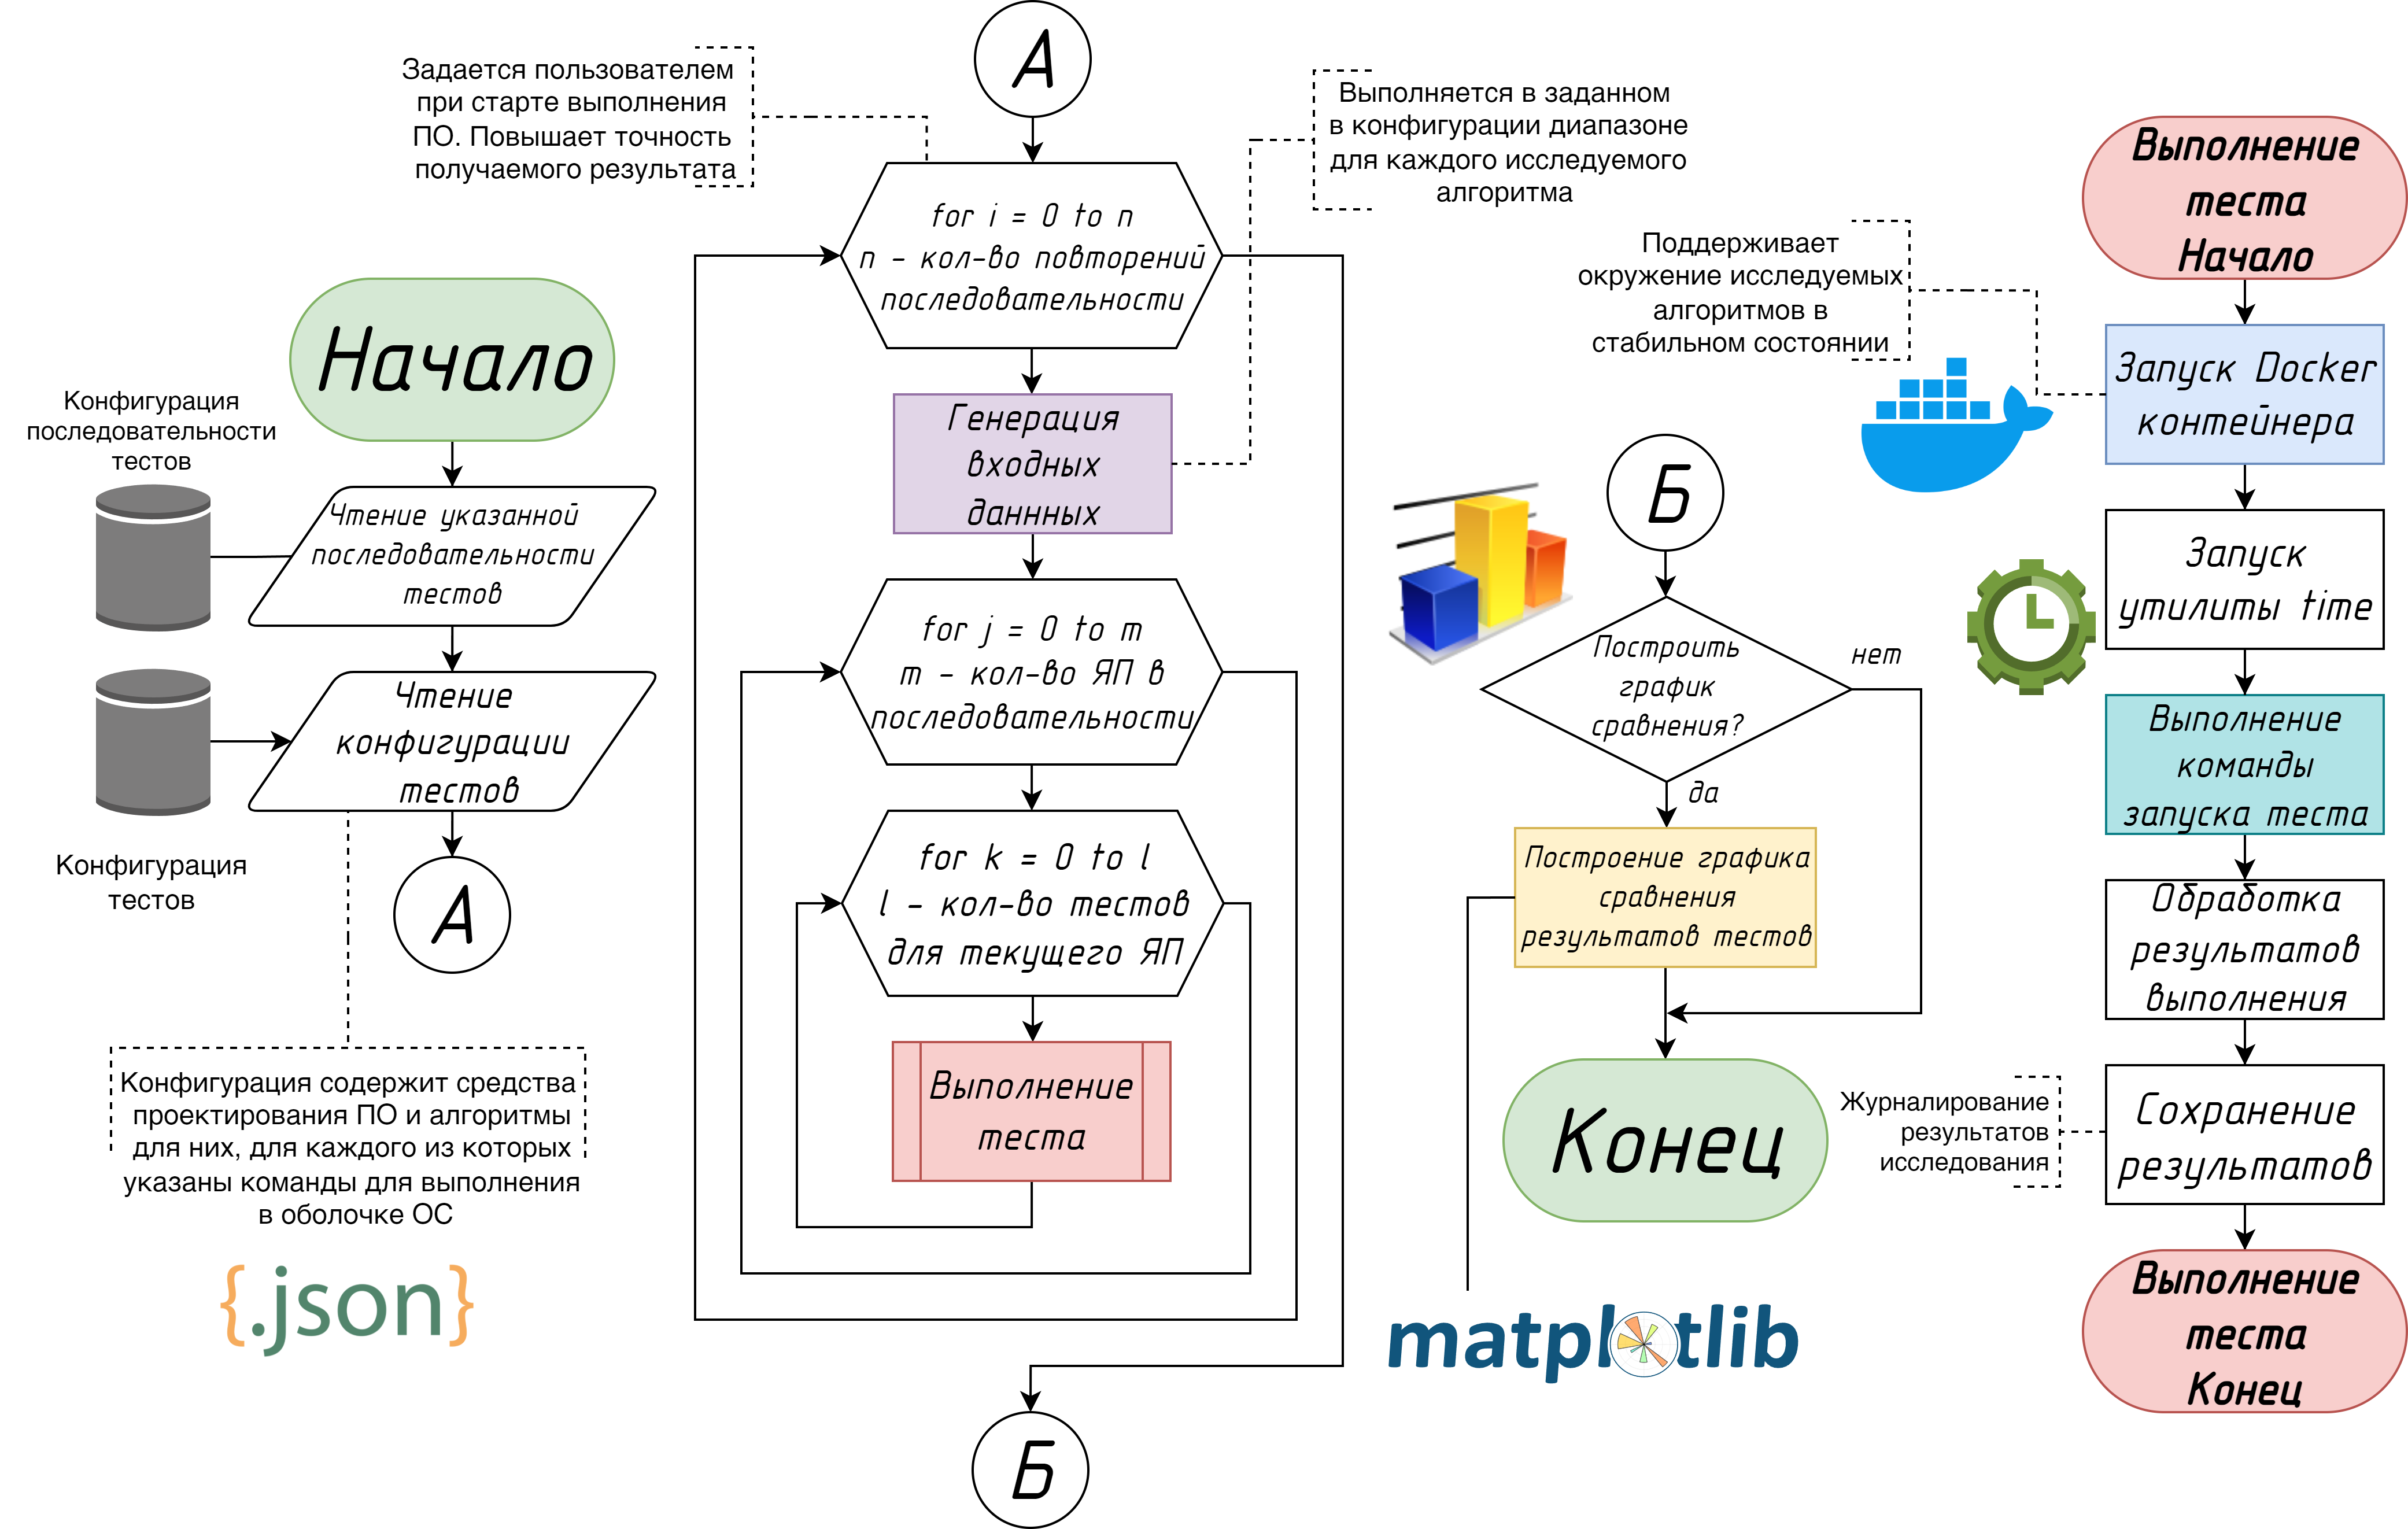 Начало
Конфигурация
последовательности
тестов
Чтение указанной
последовательности
тестов
Чтение
конфигурации
тестов
Конфигурация
тестов
А
Конфигурация содержит средства
проектирования ПО и алгоритмы
для них, для каждого из которых
указаны команды для выполнения
в оболочке ОС
{.json}
А
Задается пользователем
при старте выполнения
ПО. Повышает точность
получаемого результата
for i = 0 to n
n - кол-во повторений
последовательности
Выполняется в заданном
в конфигурации диапазоне
для каждого исследуемого
алгоритма
Генерация
входных
даннных
for j = 0 to m
m - кол-во ЯП в
последовательности
for k = 0 to l
l - кол-во тестов
для текущего ЯП
Выполнение
теста
Б
Б
Построить
график
сравнения?
нет
да
Построение графика
сравнения
результатов тестов
Конец
matplotlib
Выполнение
теста
Начало
Поддерживает
окружение исследуемых
алгоритмов в
стабильном состоянии
Запуск Docker
контейнера
Запуск
утилиты time
Выполнение
команды
запуска теста
Обработка
результатов
выполнения
Журналирование
результатов
исследования
Сохранение
результатов
Выполнение
теста
Конец